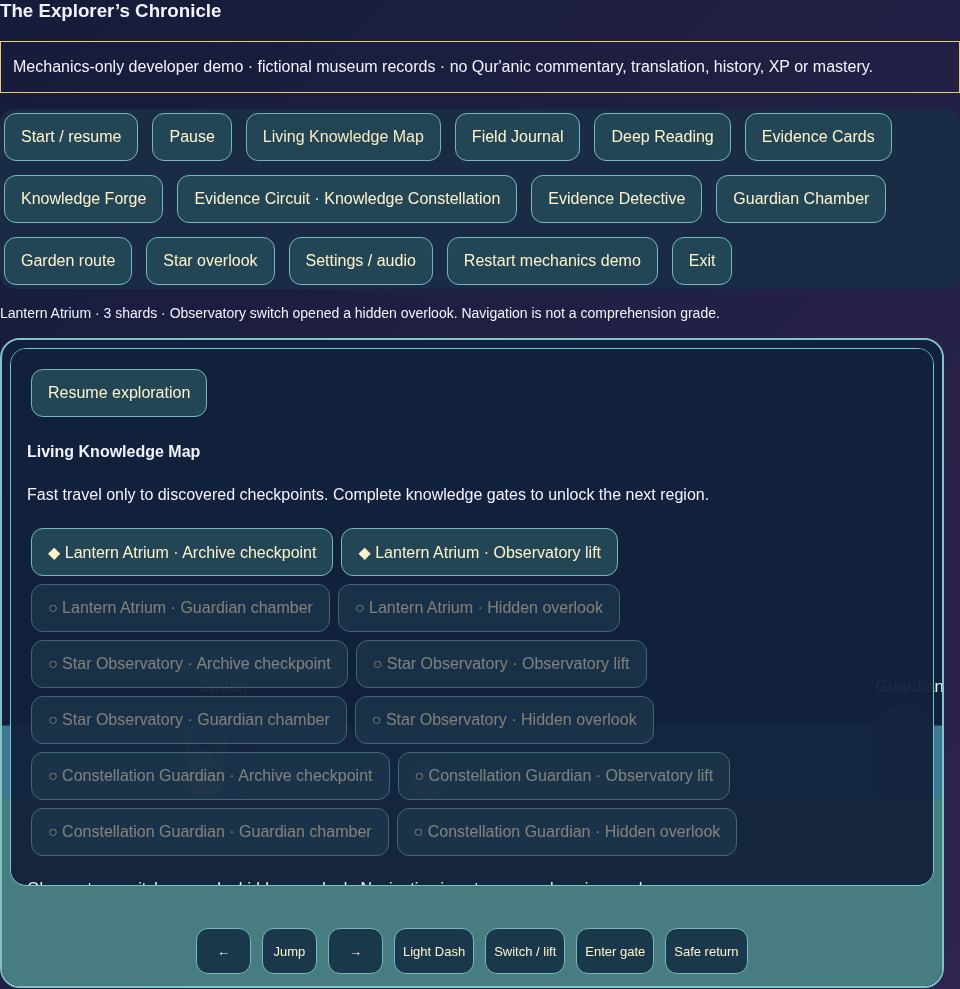 The Explorer’s Chronicle
Mechanics-only developer demo · fictional museum records · no Qur'anic commentary, translation, history, XP or mastery.
Start / resume Pause Living Knowledge Map Field Journal Deep Reading Evidence Cards
Knowledge Forge Evidence Circuit · Knowledge Constellation Evidence Detective Guardian Chamber
Garden route Star overlook Settings / audio Restart mechanics demo Exit
Lantern Atrium · 3 shards · Observatory switch opened a hidden overlook. Navigation is not a comprehension grade.
Resume exploration
Living Knowledge Map
Fast travel only to discovered checkpoints. Complete knowledge gates to unlock the next region.
◆ Lantern Atrium · Archive checkpoint ◆ Lantern Atrium · Observatory lift
○ Lantern Atrium · Guardian chamber ○ Lantern Atrium · Hidden overlook
○ Star Observatory · Archive checkpoint ○ Star Observatory · Observatory lift
Switch Guardian
○ Star Observatory · Guardian chamber ○ Star Observatory · Hidden overlook
○ Constellation Guardian · Archive checkpoint ○ Constellation Guardian · Observatory lift
○ Constellation Guardian · Guardian chamber ○ Constellation Guardian · Hidden overlook
← Jump → Light Dash Switch / lift Enter gate Safe return